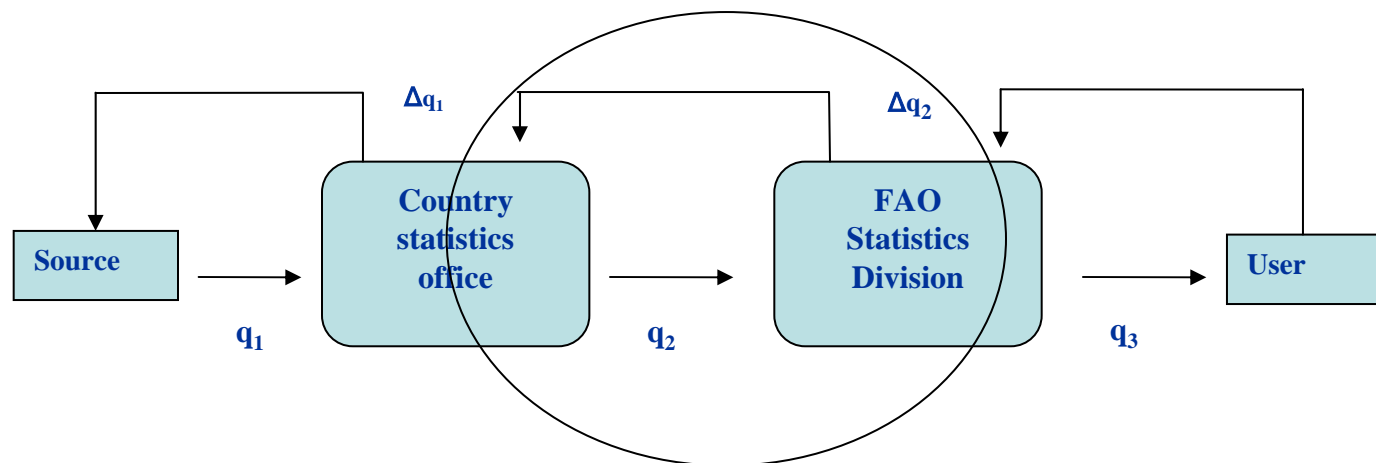 Δq₁
Δq₂
Source
Country
statistics
office
FAO
Statistics
Division
User
q₁
q₂
q₃